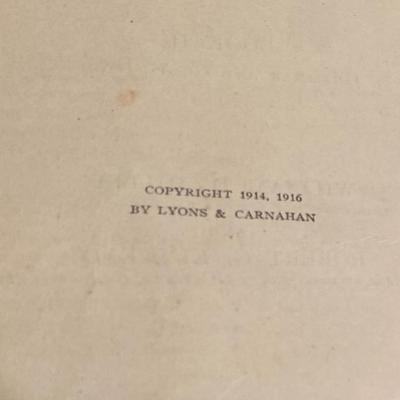 COPYRIGHT 1914, 1916
BY LYONS & CARNAHAN